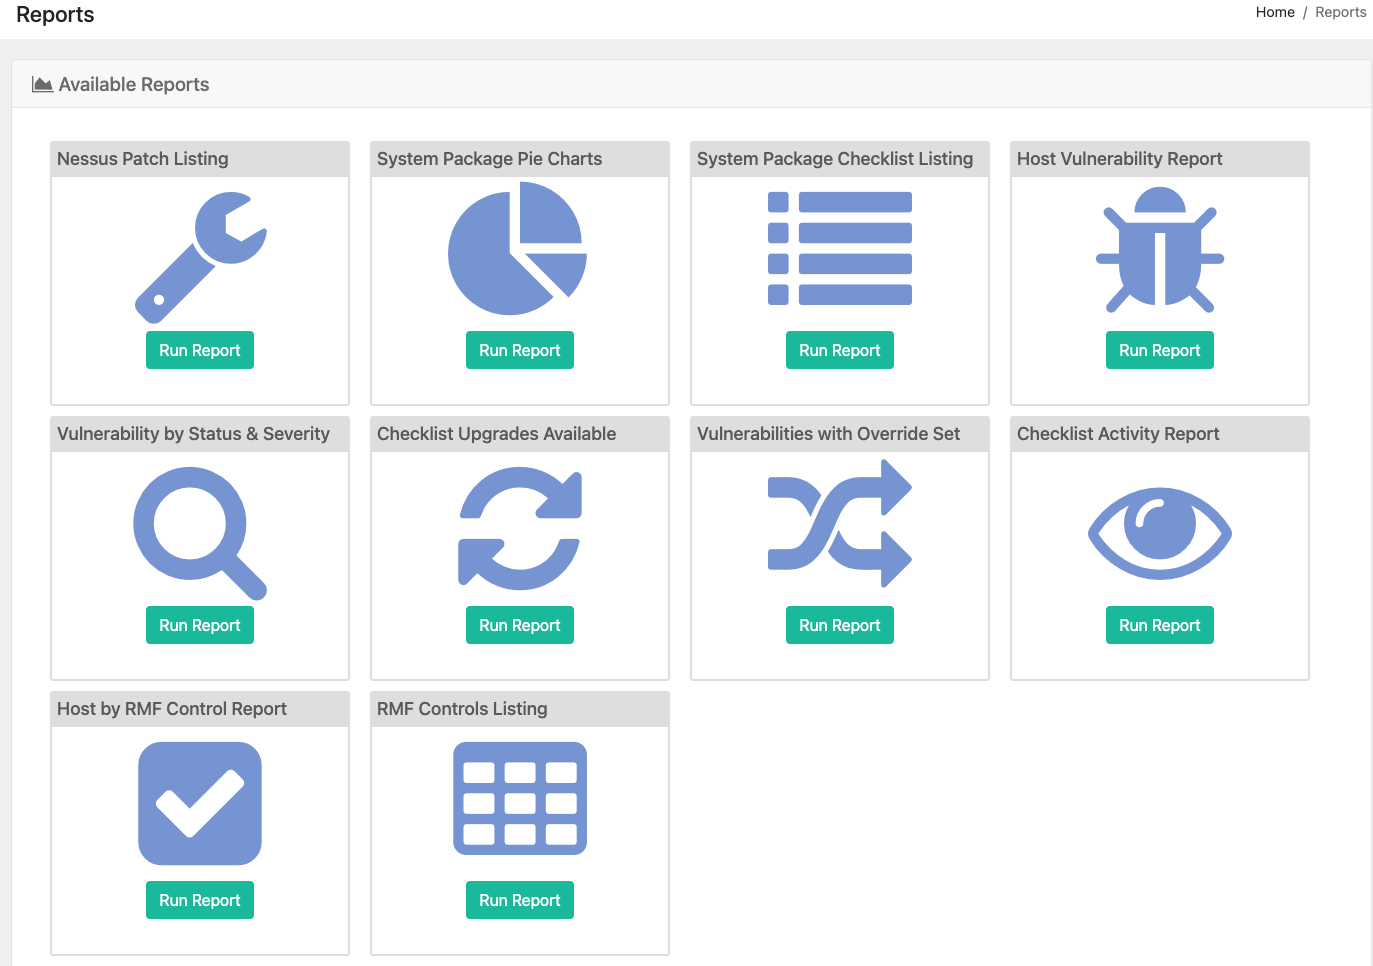 Reports
Home / Reports
Available Reports
Nessus Patch Listing
Run Report
System Package Pie Charts
Run Report
System Package Checklist Listing
Run Report
Host Vulnerability Report
Run Report
Vulnerability by Status & Severity
Run Report
Checklist Upgrades Available
Run Report
Vulnerabilities with Override Set
Run Report
Checklist Activity Report
Run Report
Host by RMF Control Report
Run Report
RMF Controls Listing
Run Report